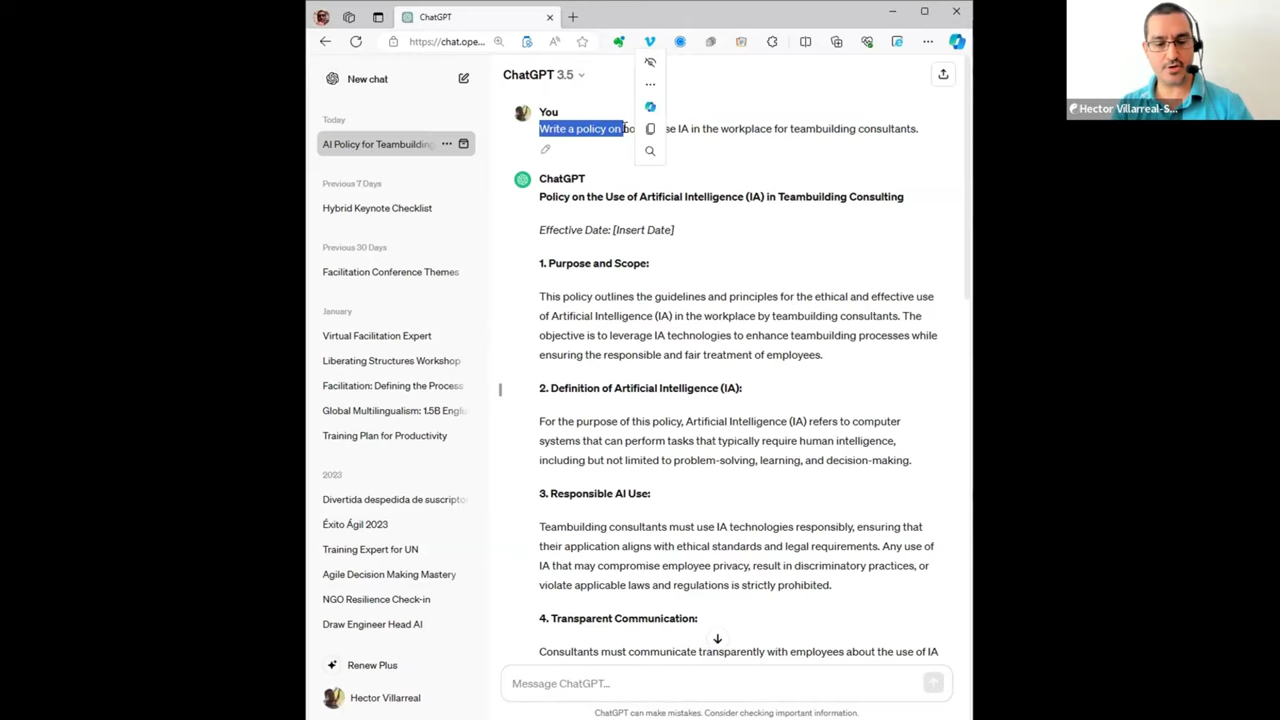 ChatGPT
https://chat.ope...
New chat
Today
AI Policy for Teambuilding
Previous 7 Days
Hybrid Keynote Checklist
Previous 30 Days
Facilitation Conference Themes
January
Virtual Facilitation Expert
Liberating Structures Workshop
Facilitation: Defining the Process
Global Multilingualism: 1.5B Engli
Training Plan for Productivity
2023
Divertida despedida de suscripto
Éxito Ágil 2023
Training Expert for UN
Agile Decision Making Mastery
NGO Resilience Check-in
Draw Engineer Head AI
Renew Plus
Hector Villarreal
ChatGPT 3.5
You
Write a policy on se IA in the workplace for teambuilding consultants.
ChatGPT
Policy on the Use of Artificial Intelligence (IA) in Teambuilding Consulting
Effective Date: [Insert Date]
1. Purpose and Scope:
This policy outlines the guidelines and principles for the ethical and effective use
of Artificial Intelligence (IA) in the workplace by teambuilding consultants. The
objective is to leverage IA technologies to enhance teambuilding processes while
ensuring the responsible and fair treatment of employees.
2. Definition of Artificial Intelligence (IA):
For the purpose of this policy, Artificial Intelligence (IA) refers to computer
systems that can perform tasks that typically require human intelligence,
including but not limited to problem-solving, learning, and decision-making.
3. Responsible AI Use:
Teambuilding consultants must use IA technologies responsibly, ensuring that
their application aligns with ethical standards and legal requirements. Any use of
IA that may compromise employee privacy, result in discriminatory practices, or
violate applicable laws and regulations is strictly prohibited.
4. Transparent Communication:
Consultants must communicate transparently with employees about the use of IA
Message ChatGPT...
ChatGPT can make mistakes. Consider checking important information.
Hector Villarreal-S...